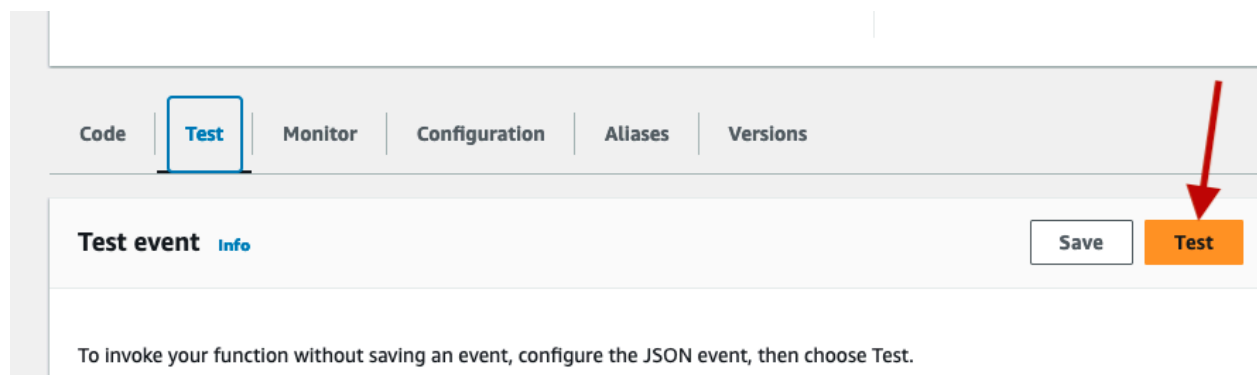 Code Test Monitor Configuration Aliases Versions
Test event Info Save Test
To invoke your function without saving an event, configure the JSON event, then choose Test.